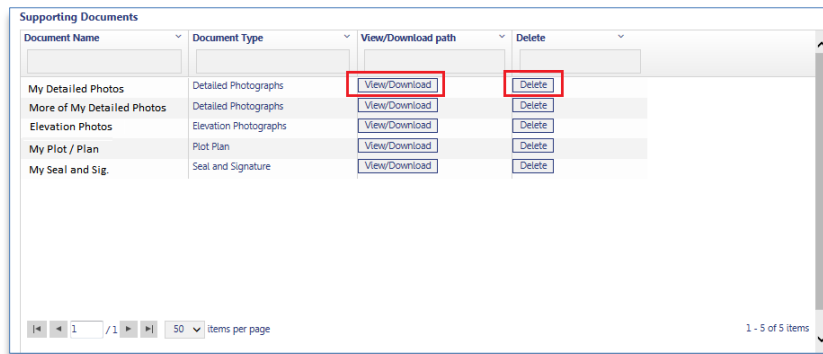 Supporting Documents
Document Name Document Type View/Download path Delete
My Detailed Photos Detailed Photographs View/Download Delete
More of My Detailed Photos Detailed Photographs View/Download Delete
Elevation Photos Elevation Photographs View/Download Delete
My Plot / Plan Plot Plan View/Download Delete
My Seal and Sig. Seal and Signature View/Download Delete
1 / 1 50 items per page 1 - 5 of 5 items